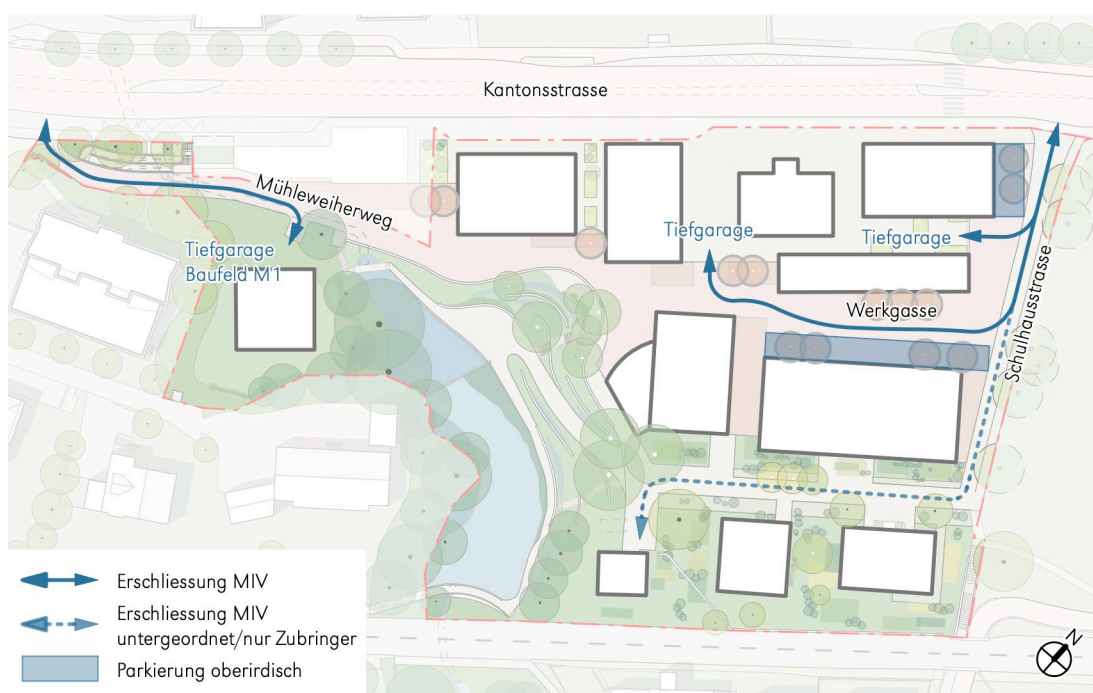 Kantonsstrasse
Mühleweiherweg
Tiefgarage
Baufeld M1
Tiefgarage
Tiefgarage
Werkgasse
Schulhausstrasse
Erschliessung MIV
Erschliessung MIV
untergeordnet/nur Zubringer
Parkierung oberirdisch
N